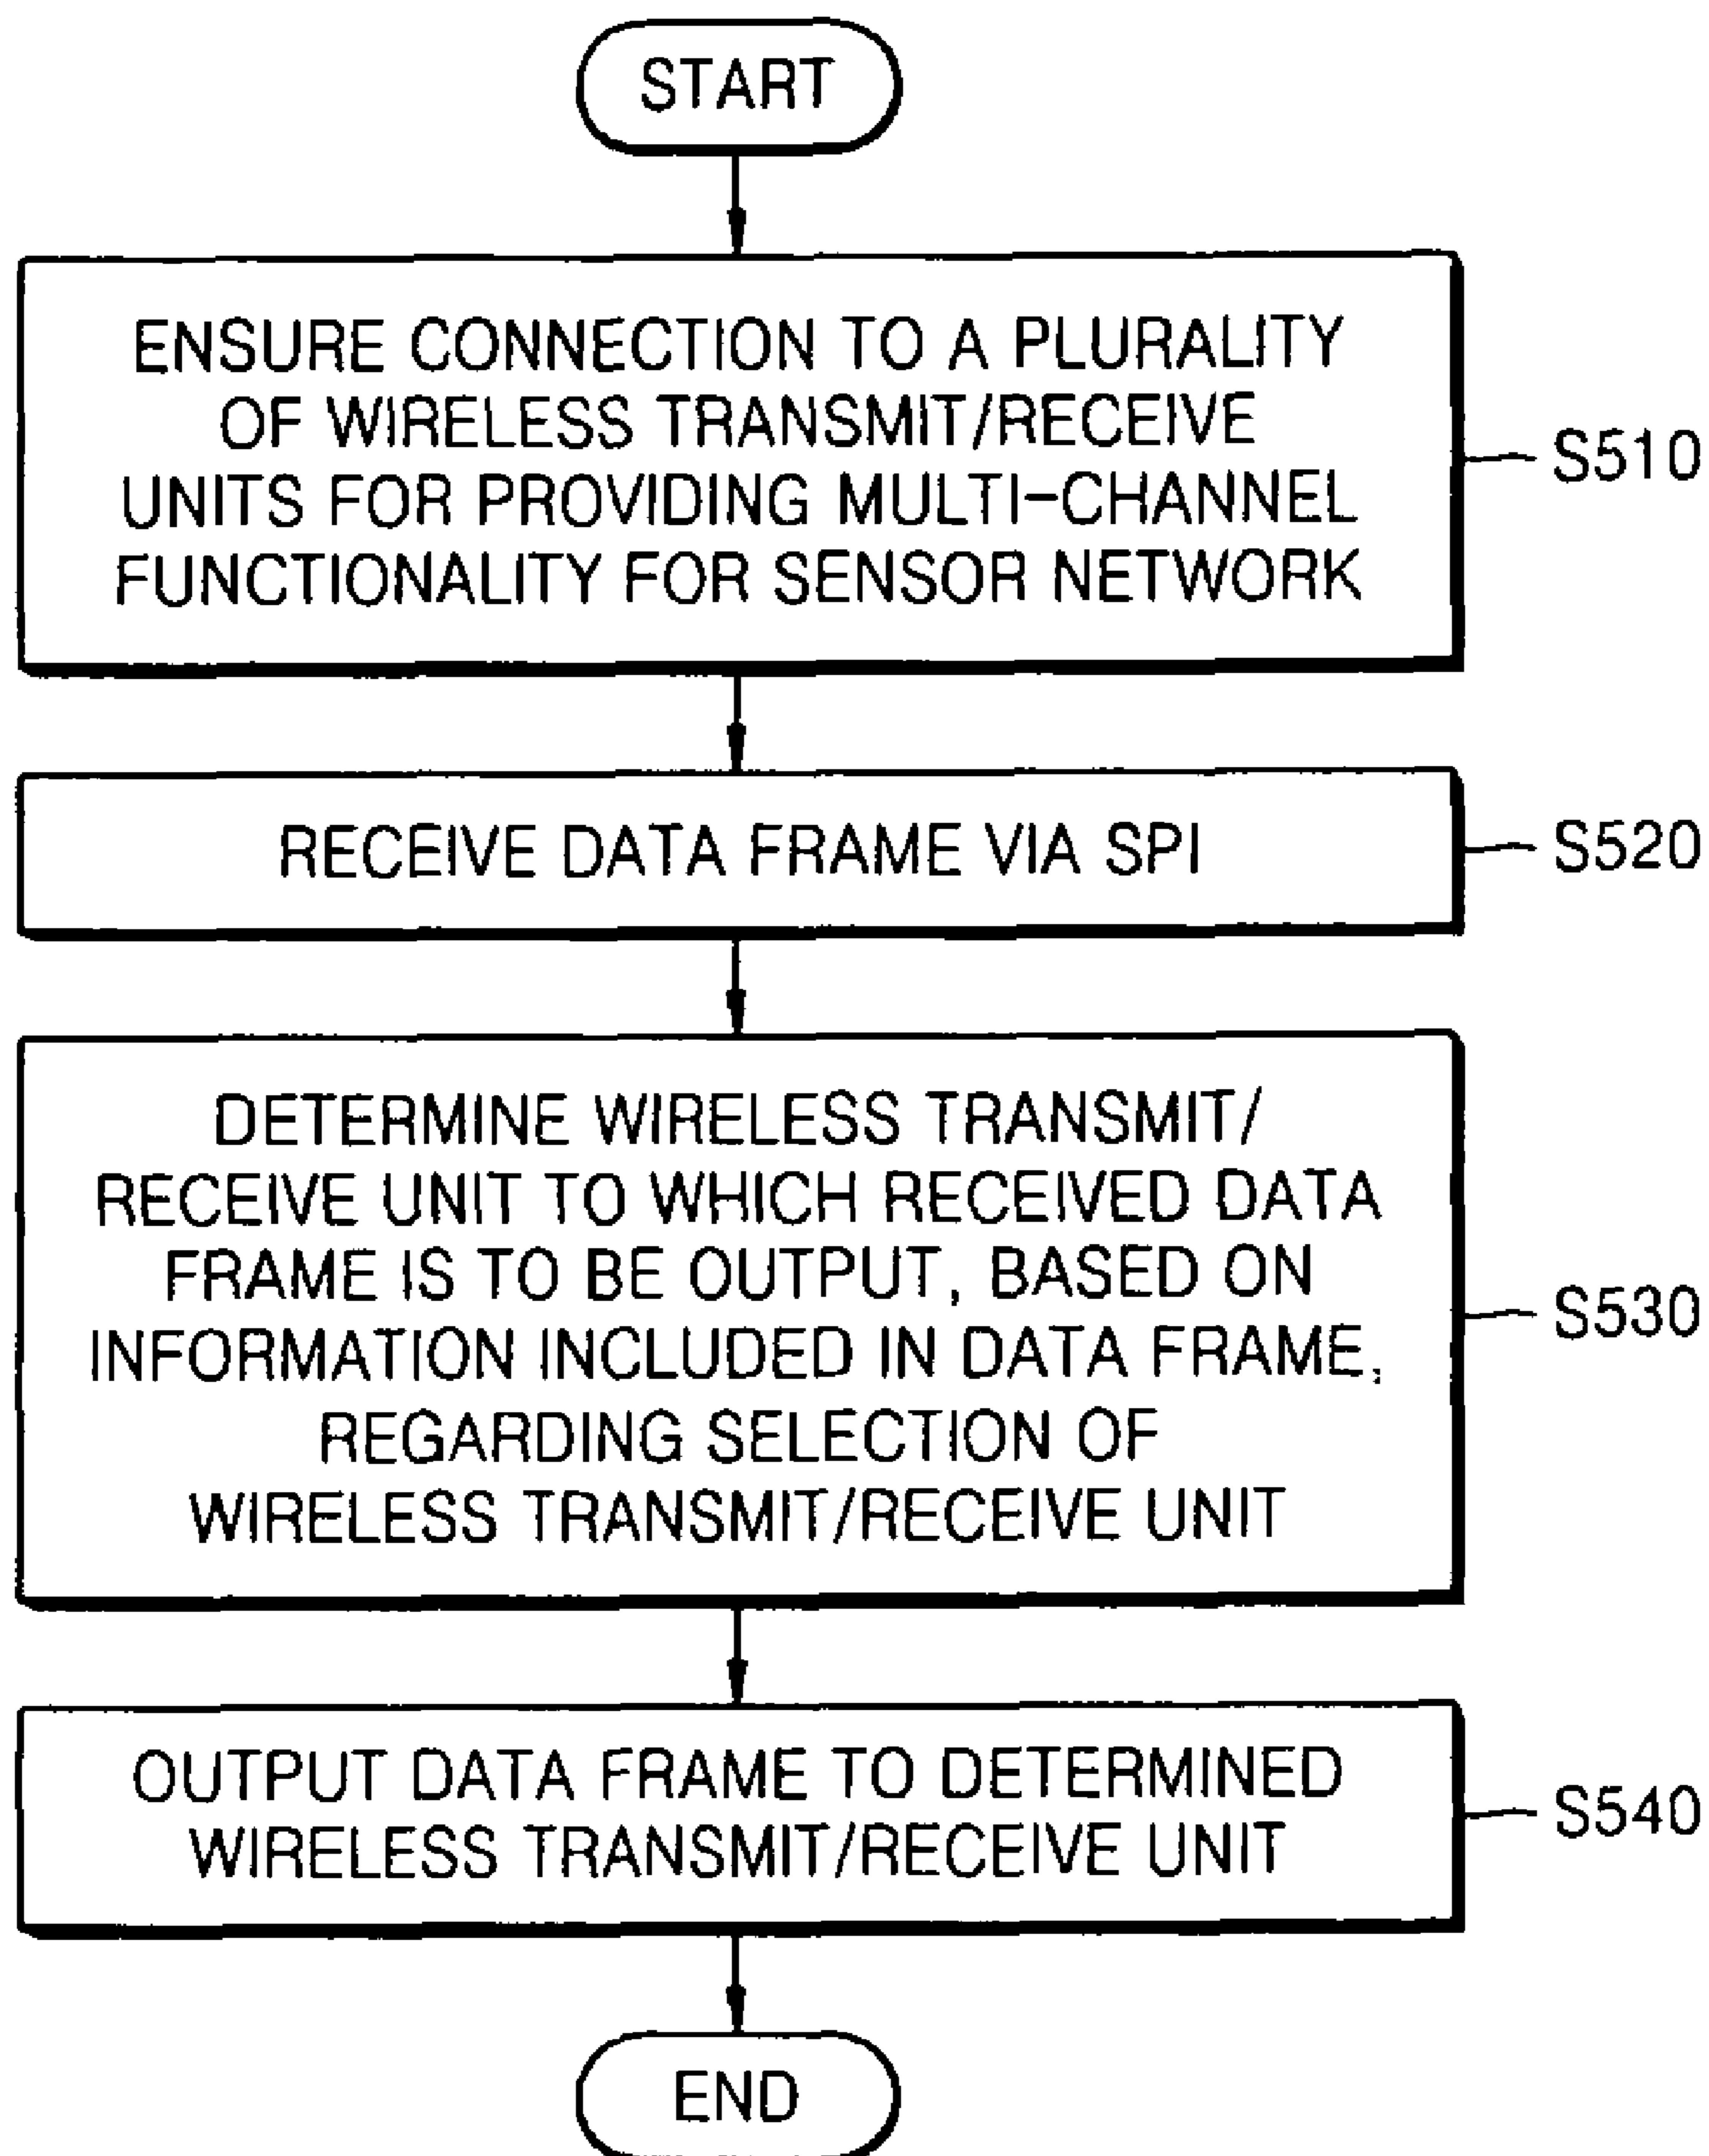 START
ENSURE CONNECTION TO A PLURALITY
OF WIRELESS TRANSMIT/RECEIVE
UNITS FOR PROVIDING MULTI-CHANNEL
FUNCTIONALITY FOR SENSOR NETWORK
S510
RECEIVE DATA FRAME VIA SPI
S520
DETERMINE WIRELESS TRANSMIT/
RECEIVE UNIT TO WHICH RECEIVED DATA
FRAME IS TO BE OUTPUT, BASED ON
INFORMATION INCLUDED IN DATA FRAME,
REGARDING SELECTION OF
WIRELESS TRANSMIT/RECEIVE UNIT
S530
OUTPUT DATA FRAME TO DETERMINED
WIRELESS TRANSMIT/RECEIVE UNIT
S540
END